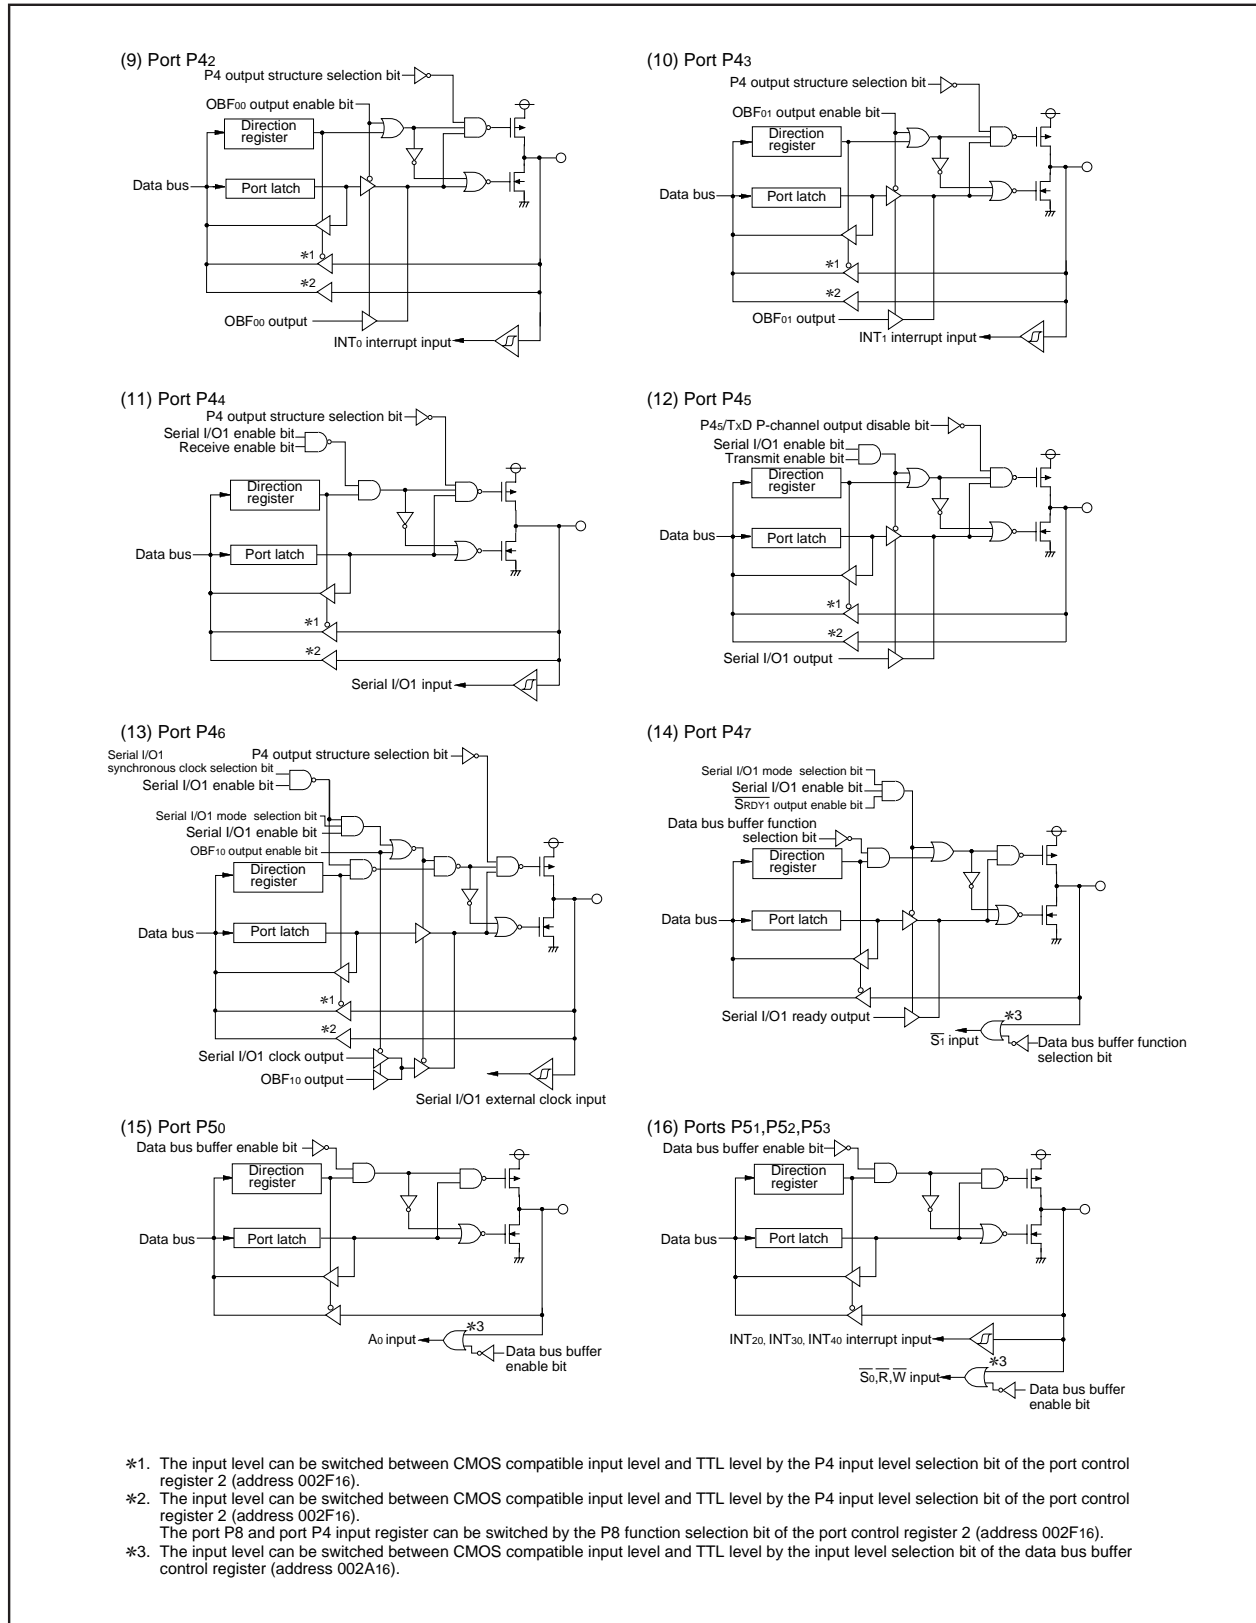 (9) Port P42
P4 output structure selection bit
OBF00 output enable bit
Direction
register
Data bus
Port latch
*1
*2
OBF00 output
INT0 interrupt input
(10) Port P43
P4 output structure selection bit
OBF01 output enable bit
Direction
register
Data bus
Port latch
*1
*2
OBF01 output
INT1 interrupt input
(11) Port P44
P4 output structure selection bit
Serial I/O1 enable bit
Receive enable bit
Direction
register
Data bus
Port latch
*1
*2
Serial I/O1 input
(12) Port P45
P45/TXD P-channel output disable bit
Serial I/O1 enable bit
Transmit enable bit
Direction
register
Data bus
Port latch
*1
*2
Serial I/O1 output
(13) Port P46
Serial I/O1
synchronous clock selection bit
P4 output structure selection bit
Serial I/O1 enable bit
Serial I/O1 mode selection bit
Serial I/O1 enable bit
OBF10 output enable bit
Direction
register
Data bus
Port latch
*1
*2
Serial I/O1 clock output
OBF10 output
Serial I/O1 external clock input
(14) Port P47
Serial I/O1 mode selection bit
Serial I/O1 enable bit
SRDY1 output enable bit
Data bus buffer function
selection bit
Direction
register
Data bus
Port latch
Serial I/O1 ready output
*3
S1 input
Data bus buffer function
selection bit
(15) Port P50
Data bus buffer enable bit
Direction
register
Data bus
Port latch
*3
A0 input
Data bus buffer
enable bit
(16) Ports P51,P52,P53
Data bus buffer enable bit
Direction
register
Data bus
Port latch
INT20, INT30, INT40 interrupt input
*3
S0,R,W input
Data bus buffer
enable bit
*1. The input level can be switched between CMOS compatible input level and TTL level by the P4 input level selection bit of the port control
register 2 (address 002F16).
*2. The input level can be switched between CMOS compatible input level and TTL level by the P4 input level selection bit of the port control
register 2 (address 002F16).
The port P8 and port P4 input register can be switched by the P8 function selection bit of the port control register 2 (address 002F16).
*3. The input level can be switched between CMOS compatible input level and TTL level by the input level selection bit of the data bus buffer
control register (address 002A16).